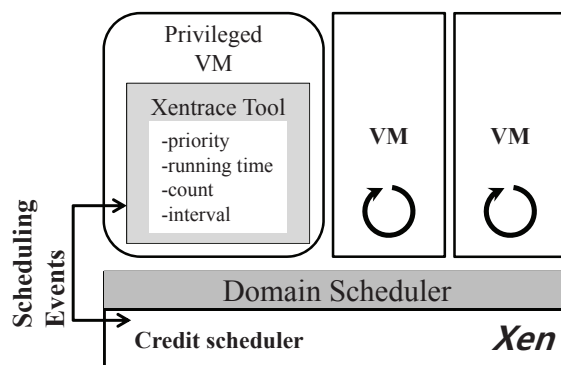 Privileged
VM
Xentrace Tool
-priority
-running time
-count
-interval
VM
VM
Scheduling
Events
Domain Scheduler
Credit scheduler
Xen